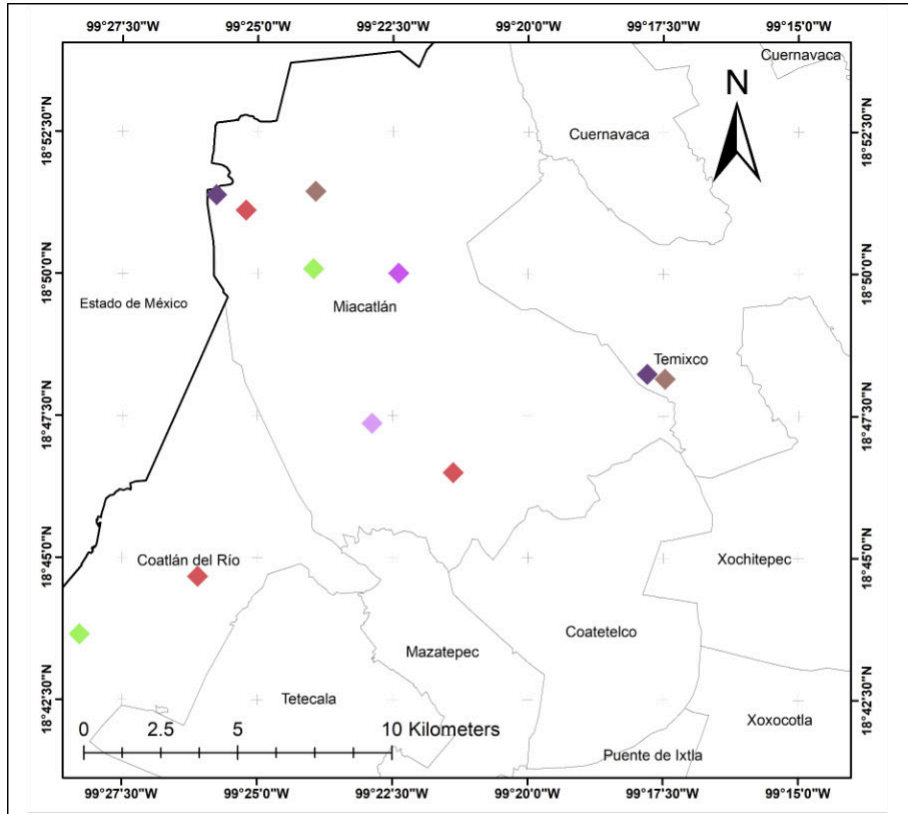 99°27'30"W 99°25'0"W 99°22'30"W 99°20'0"W 99°17'30"W 99°15'0"W
Cuernavaca
N
18°52'30"N
Cuernavaca
18°52'30"N
18°50'0"N
18°50'0"N
Estado de México
Miacatlán
Temixco
18°47'30"N
18°47'30"N
18°45'0"N
Coatlán del Río
Xochitepec
18°45'0"N
Coatetelco
Mazatepec
18°42'30"N
Tetecala
Xoxocotla
18°42'30"N
0 2.5 5 10 Kilometers
Puente de Ixtla
99°27'30"W 99°25'0"W 99°22'30"W 99°20'0"W 99°17'30"W 99°15'0"W